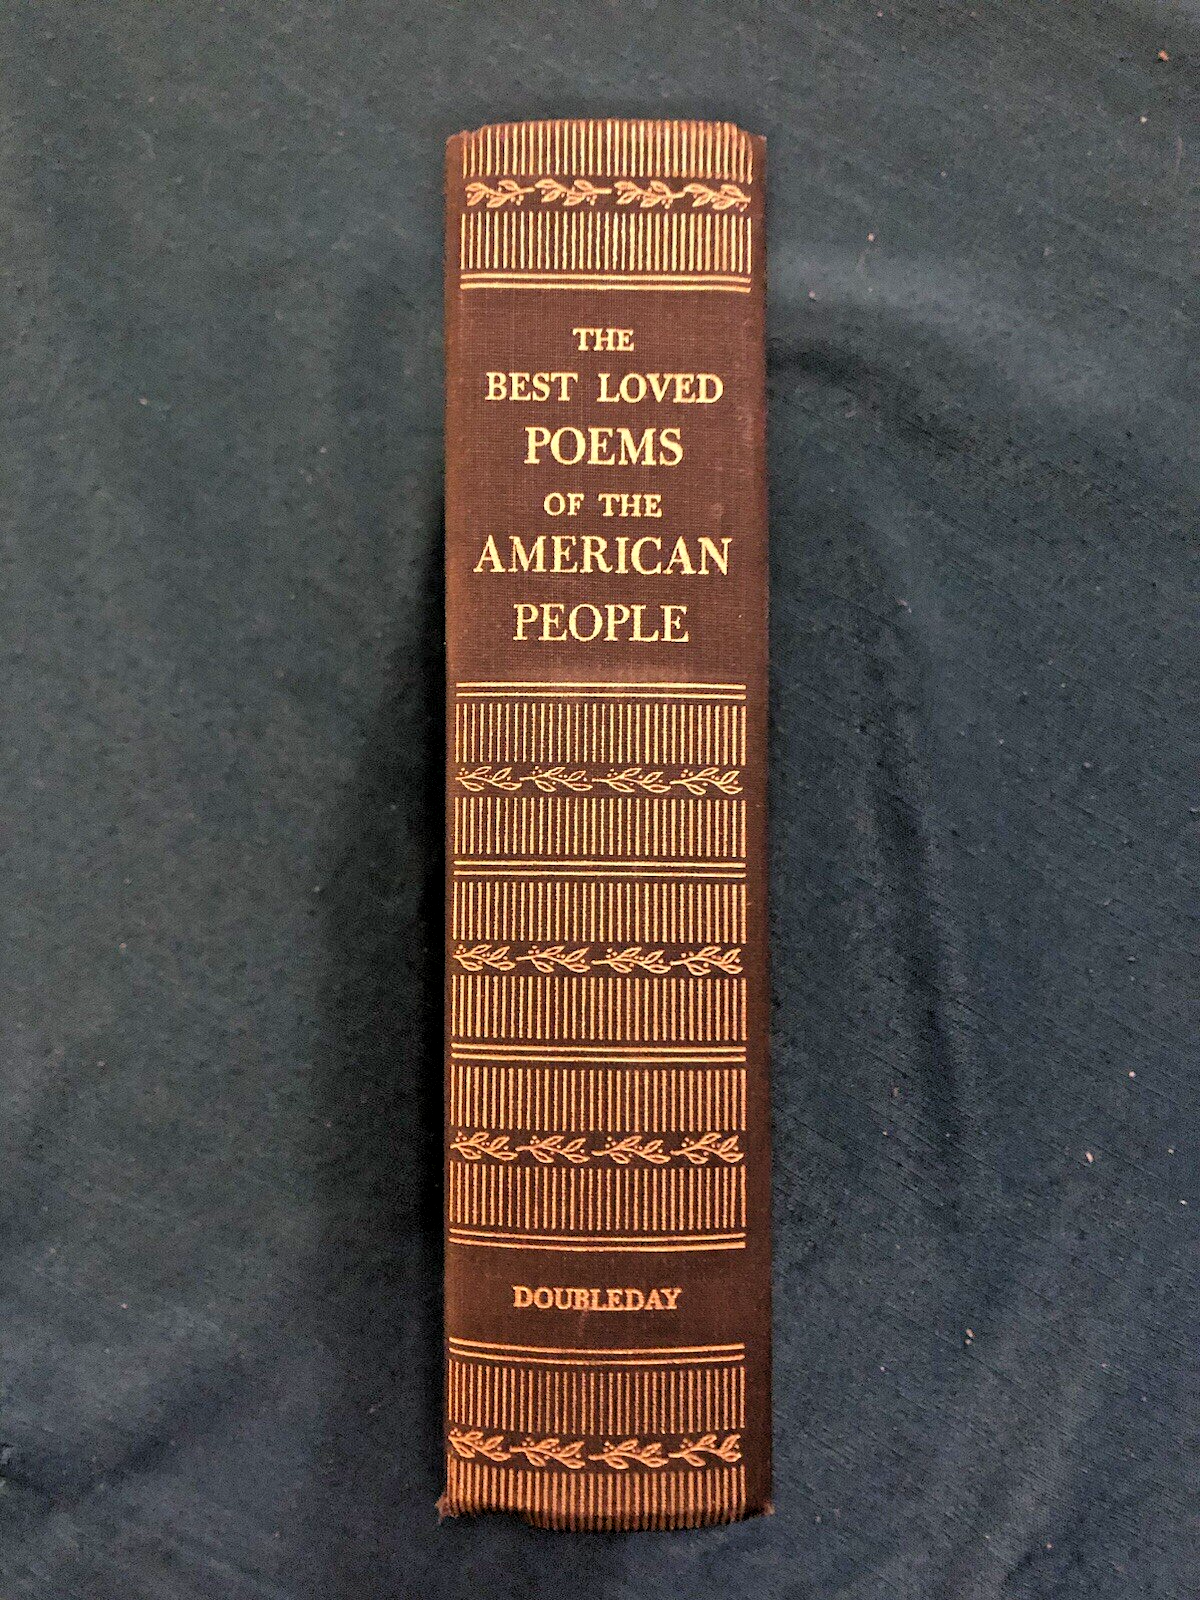 THE
BEST LOVED
POEMS
OF THE
AMERICAN
PEOPLE
DOUBLEDAY